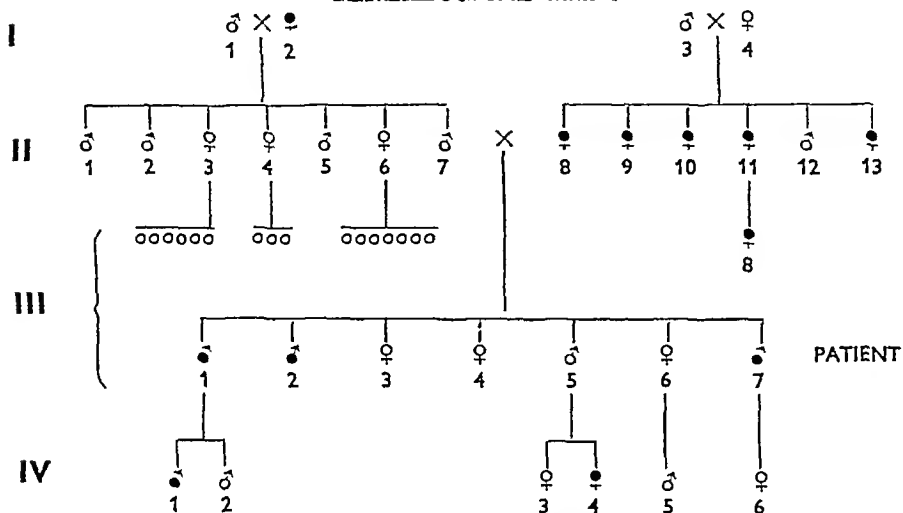 I
♂ × ♀ ♂ × ♀
1 2 3 4
II
♂ ♂ ♀ ♀ ♂ ♀ ♂ × ♀ ♀ ♀ ♀ ♂ ♀
1 2 3 4 5 6 7 8 9 10 11 12 13
8
III
1 2 3 4 5 6 7 PATIENT
IV
1 2 3 4 5 6